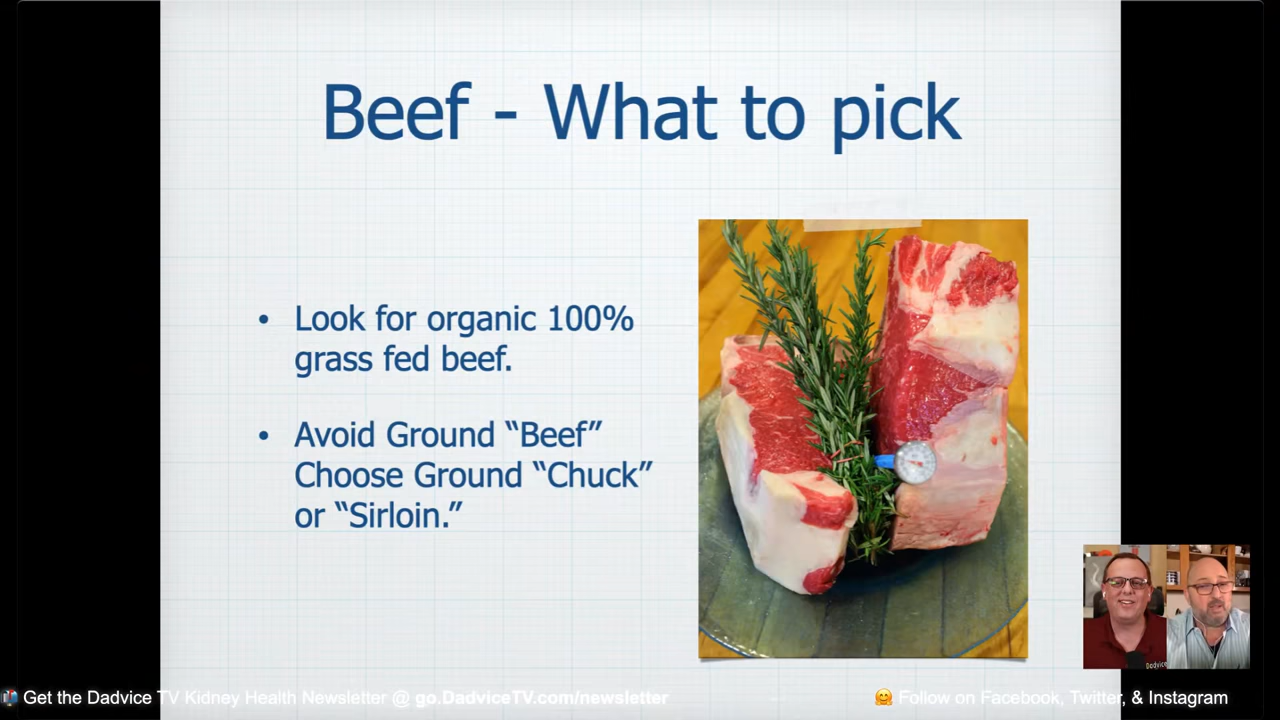 Beef - What to pick
• Look for organic 100%
grass fed beef.
• Avoid Ground “Beef”
Choose Ground “Chuck”
or “Sirloin.”
Dadvice
Get the Dadvice TV Kidney Health Newsletter @ go.DadviceTV.com/newsletter
🤗 Follow on Facebook, Twitter, & Instagram